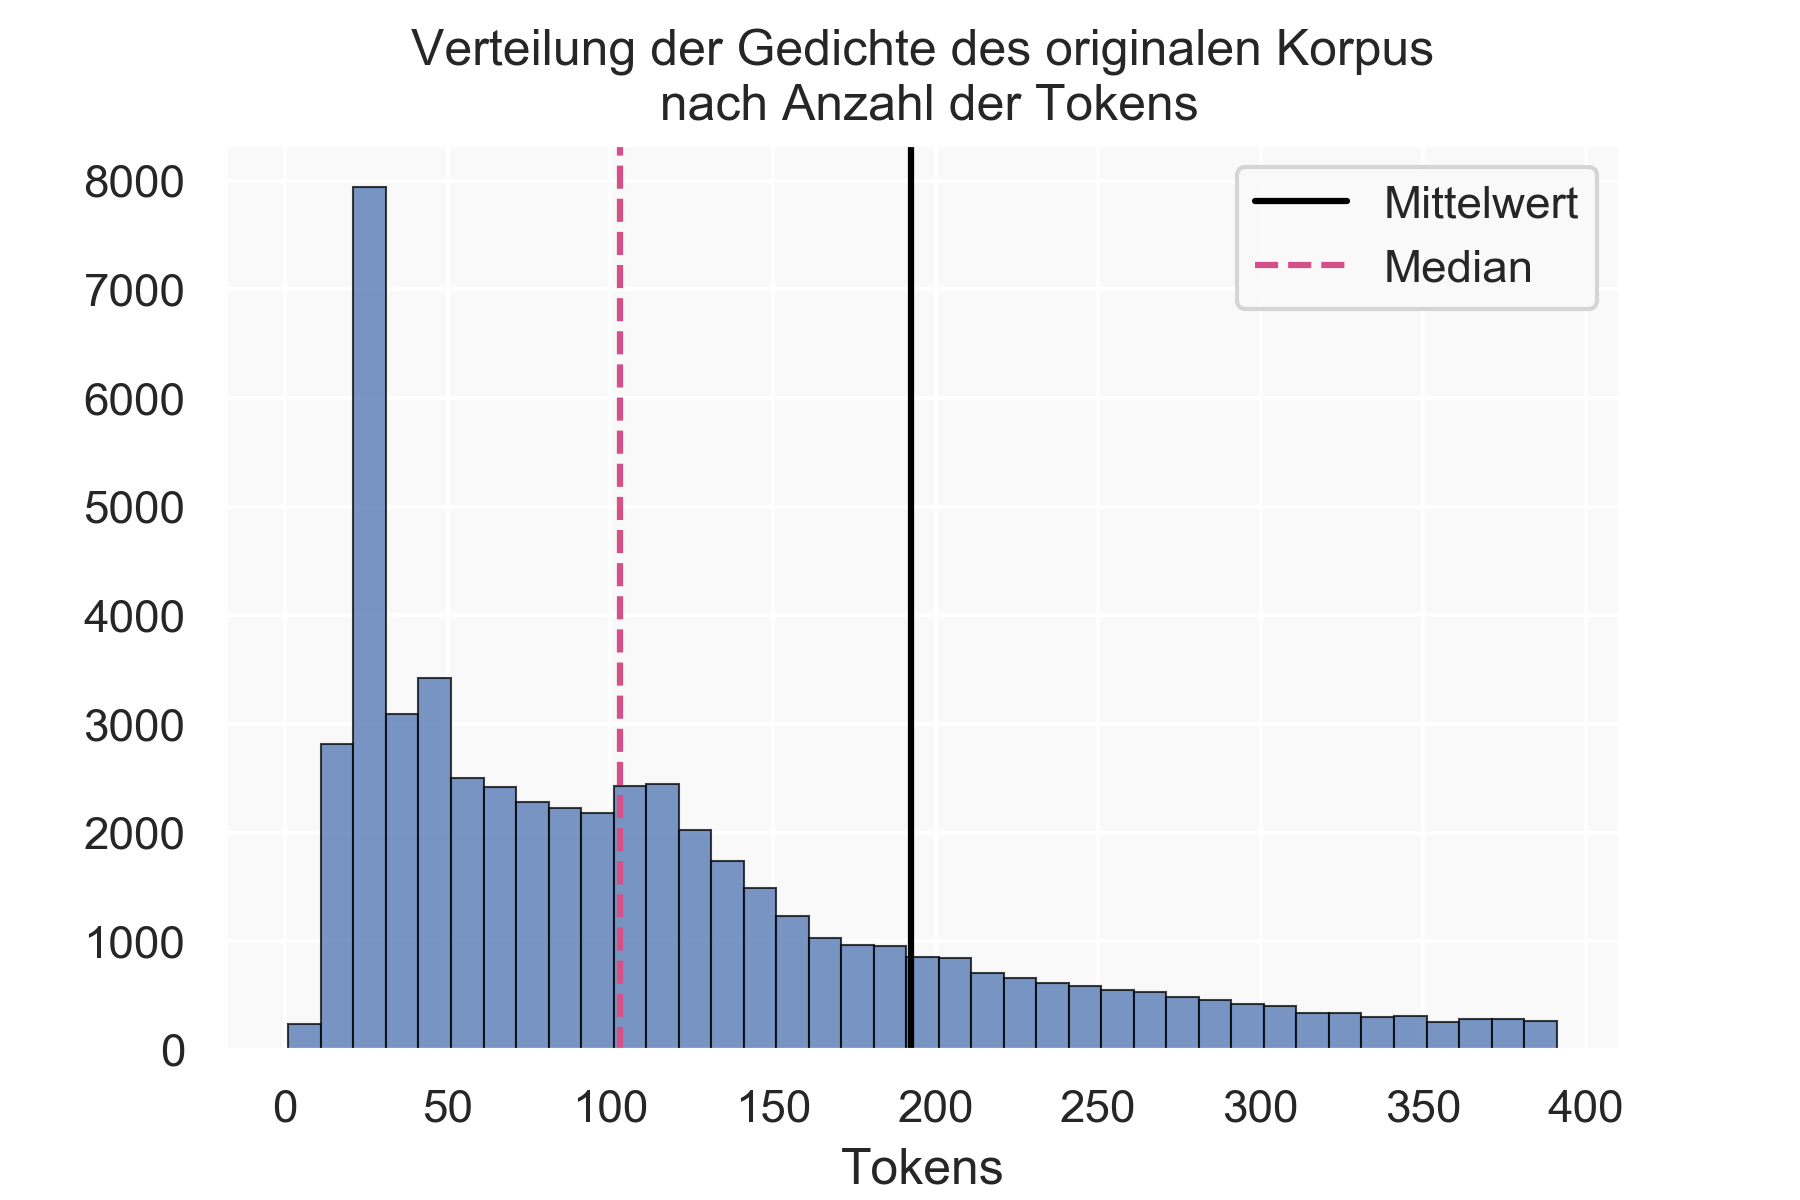 Verteilung der Gedichte des originalen Korpus
nach Anzahl der Tokens
Mittelwert
Median
8000
7000
6000
5000
4000
3000
2000
1000
0
0 50 100 150 200 250 300 350 400
Tokens